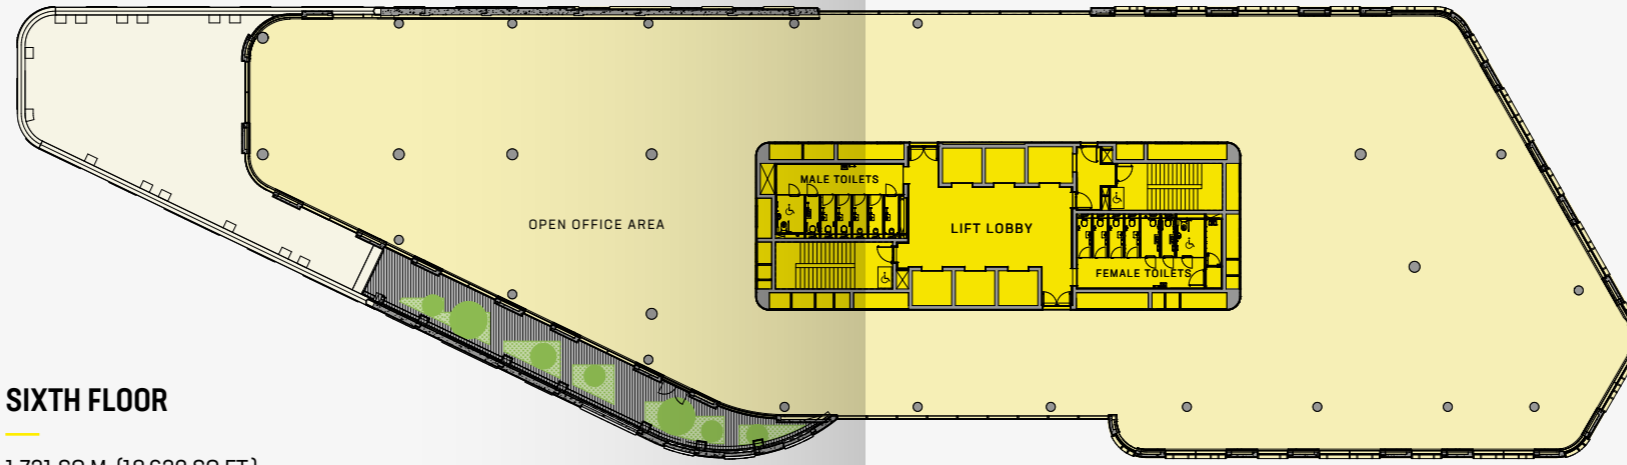 MALE TOILETS
OPEN OFFICE AREA
LIFT LOBBY
FEMALE TOILETS
SIXTH FLOOR